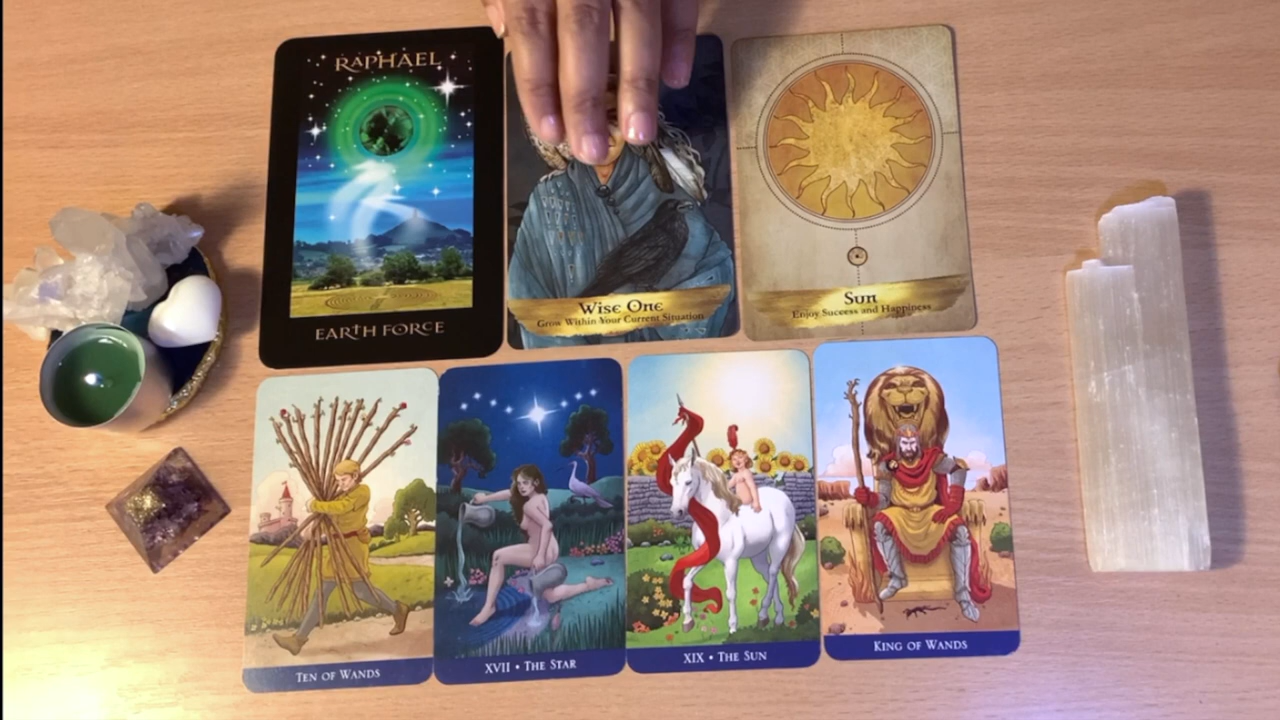 RAPHAEL
EARTH FORCE
Wise One
Grow Within Your Current Situation
Sun
Enjoy Success and Happiness
TEN OF WANDS
XVII • THE STAR
XIX • THE SUN
KING OF WANDS